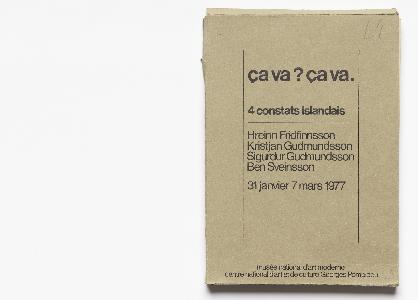 ça va ? ça va.
4 constats islandais
Hreinn Fridfinnsson
Kristjan Gudmundsson
Sigurdur Gudmundsson
Ben Sveinsson
31 janvier 7 mars 1977
musée national d'art moderne
centre national d'art et de culture Georges Pompidou